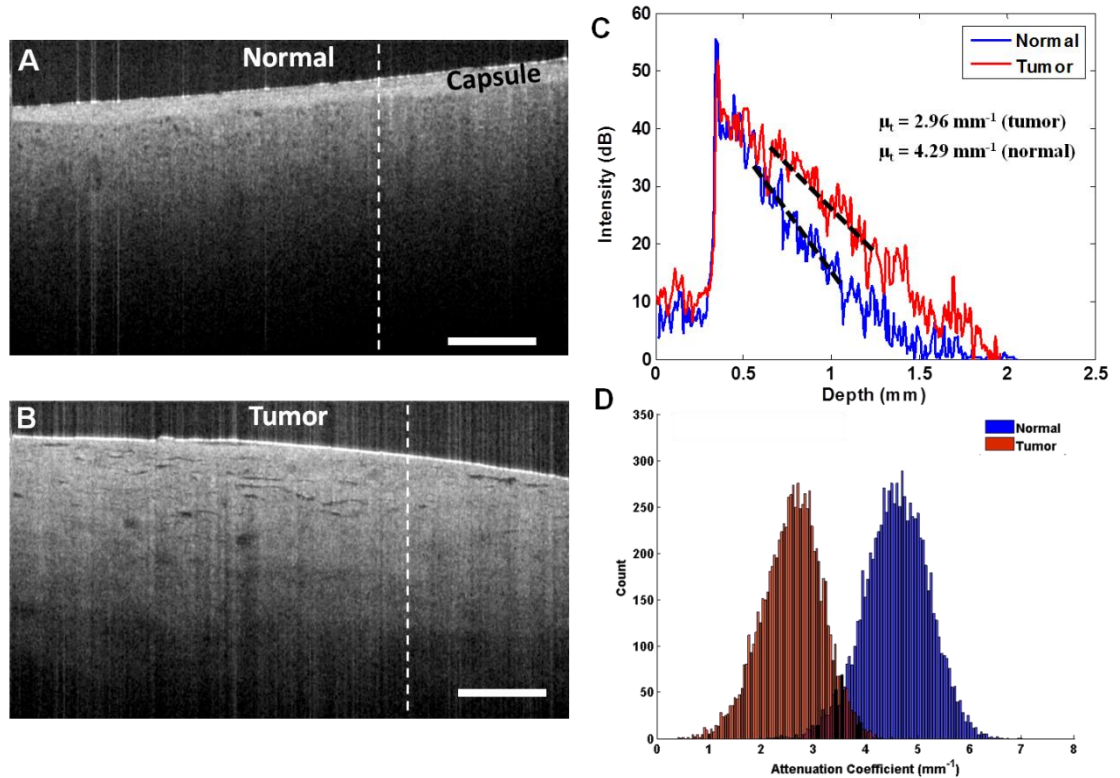 A
Normal
Capsule
B
Tumor
C
Normal
Tumor
μt = 2.96 mm-1 (tumor)
μt = 4.29 mm-1 (normal)
Intensity (dB)
60
50
40
30
20
10
0
0 0.5 1 1.5 2 2.5
Depth (mm)
D
Normal
Tumor
Count
350
300
250
200
150
100
50
0
0 1 2 3 4 5 6 7 8
Attenuation Coefficient (mm-1)